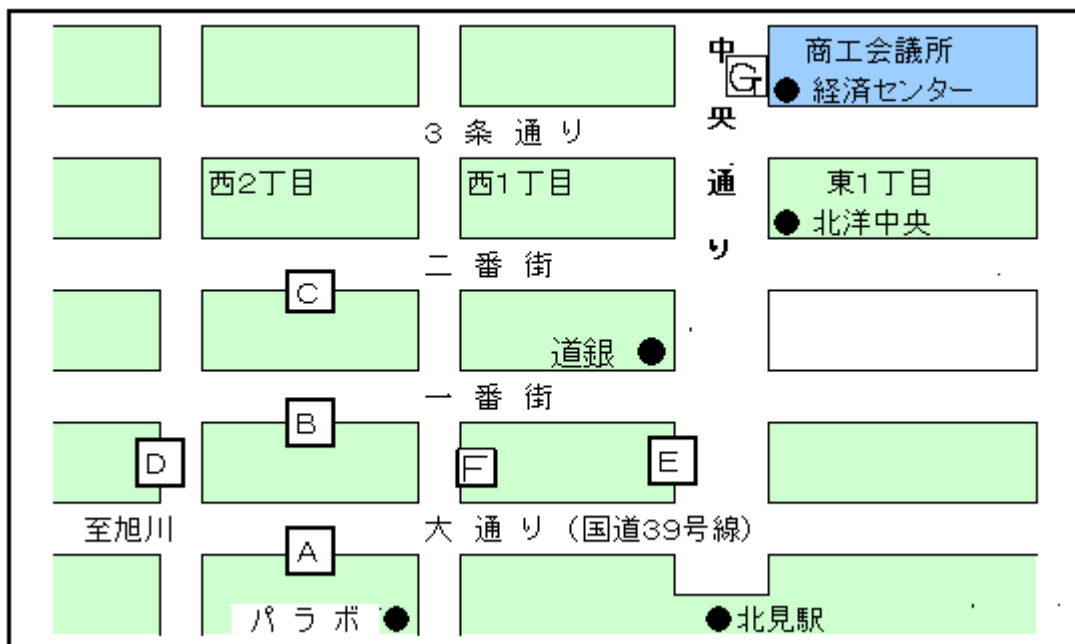 中央通り
G
商工会議所
経済センター
3条通り
西2丁目
西1丁目
東1丁目
北洋中央
二番街
C
道銀
一番街
B
D
F
E
至旭川
大通り(国道39号線)
A
パラボ
北見駅